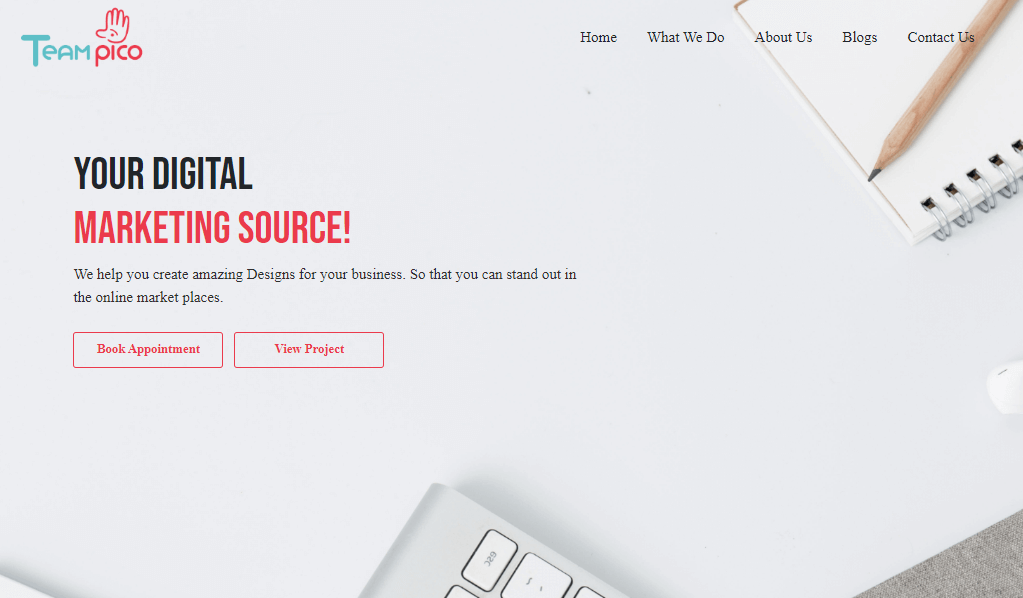 Team pico
Home What We Do About Us Blogs Contact Us
YOUR DIGITAL
MARKETING SOURCE!
We help you create amazing Designs for your business. So that you can stand out in
the online market places.
Book Appointment View Project
esc